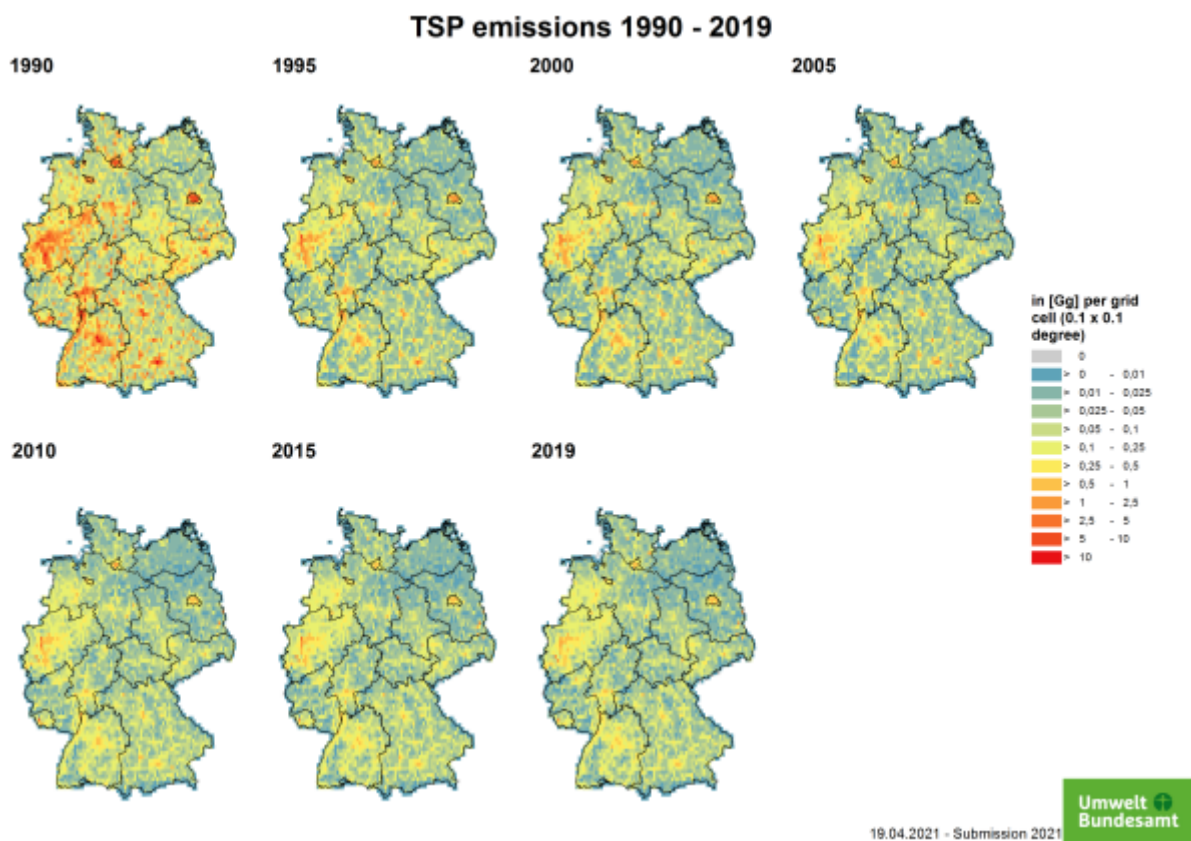 TSP emissions 1990 - 2019
1990
1995
2000
2005
in [Gg] per grid
cell (0.1 x 0.1
degree)
0
> 0 - 0,01
> 0,01 - 0,025
> 0,025 - 0,05
> 0,05 - 0,1
> 0,1 - 0,25
> 0,25 - 0,5
> 0,5 - 1
> 1 - 2,5
> 2,5 - 5
> 5 - 10
> 10
2010
2015
2019
Umwelt
Bundesamt
19.04.2021 - Submission 2021